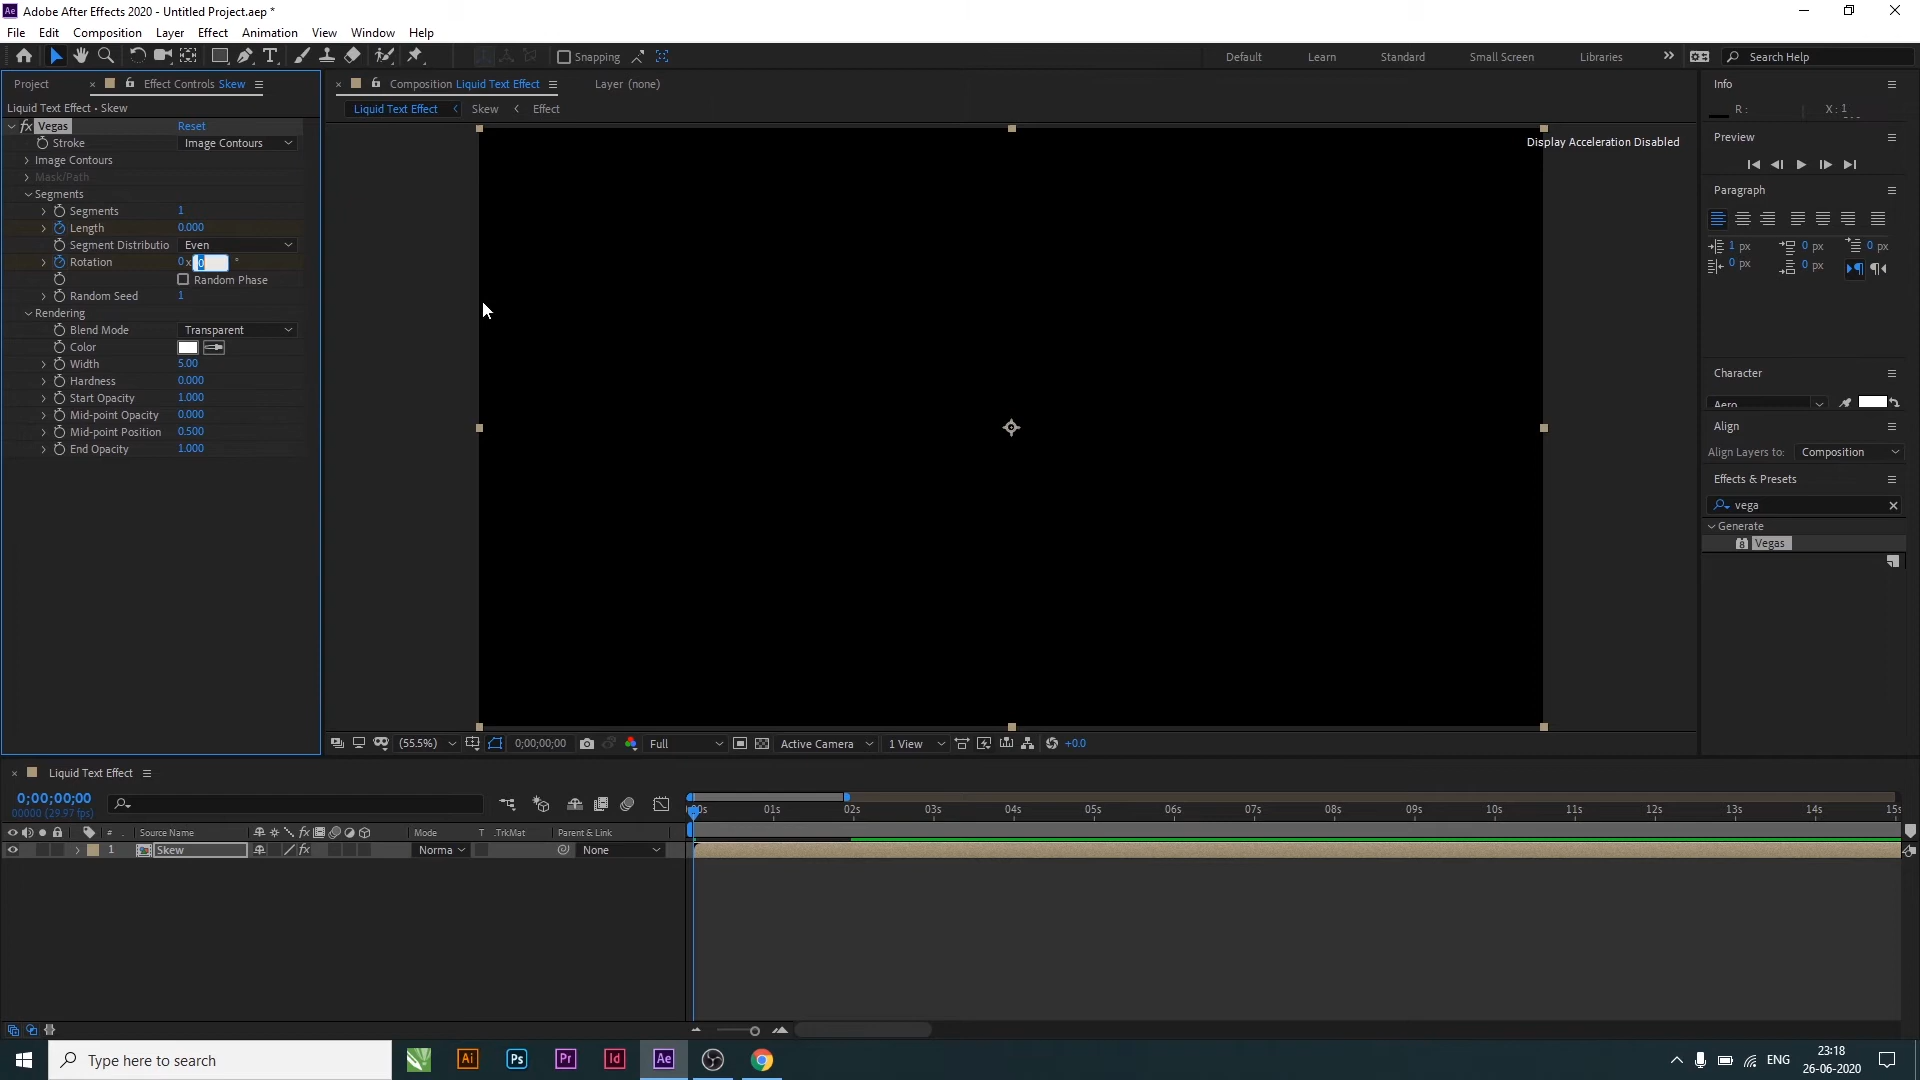 Adobe After Effects 2020 - Untitled Project.aep *
File Edit Composition Layer Effect Animation View Window Help
Snapping Default Learn Standard Small Screen Libraries Search Help
Project Effect Controls Skew
Liquid Text Effect • Skew
fx Vegas Reset
Stroke Image Contours
Image Contours
Mask/Path
Segments
Segments 1
Length 0.000
Segment Distributio Even
Rotation 0x 0 °
Random Phase
Random Seed 1
Rendering
Blend Mode Transparent
Color
Width 5.00
Hardness 0.000
Start Opacity 1.000
Mid-point Opacity 0.000
Mid-point Position 0.500
End Opacity 1.000
Composition Liquid Text Effect Layer (none)
Liquid Text Effect Skew Effect
Display Acceleration Disabled
(55.5%) 0;00;00;00 Full Active Camera 1 View +0.0
Info
R: X: 1
Preview
Paragraph
1 px 0 px 0 px
0 px 0 px
Character
Aero
Align
Align Layers to: Composition
Effects & Presets
vega
Generate
Vegas
Liquid Text Effect
0;00;00;00
00000 (29.97 fps)
00s 01s 02s 03s 04s 05s 06s 07s 08s 09s 10s 11s 12s 13s 14s 15s
# . Source Name fx Mode T .TrkMat Parent & Link
1 Skew fx Norma None
Type here to search
Ai Ps Pr Id Ae
ENG
23:18
26-06-2020